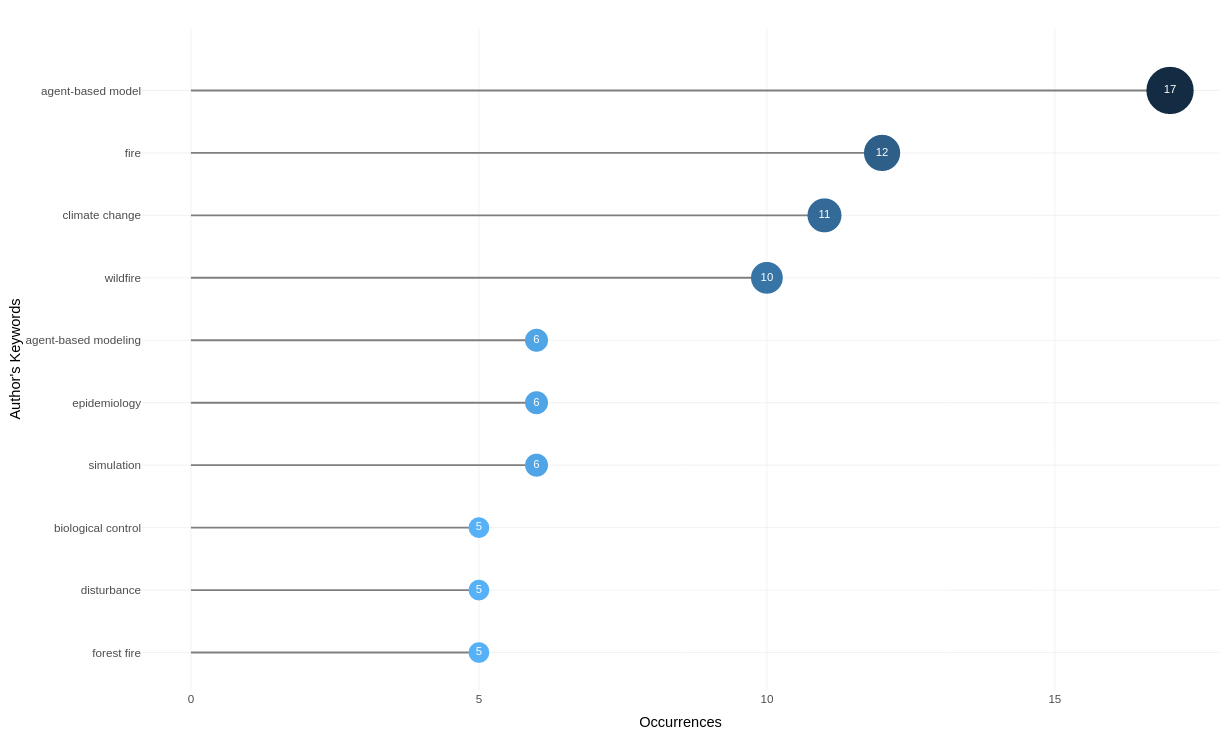 agent-based model
17
fire
12
climate change
11
wildfire
10
agent-based modeling
6
epidemiology
6
simulation
6
biological control
5
disturbance
5
forest fire
5
Author's Keywords
0
5
10
15
Occurrences